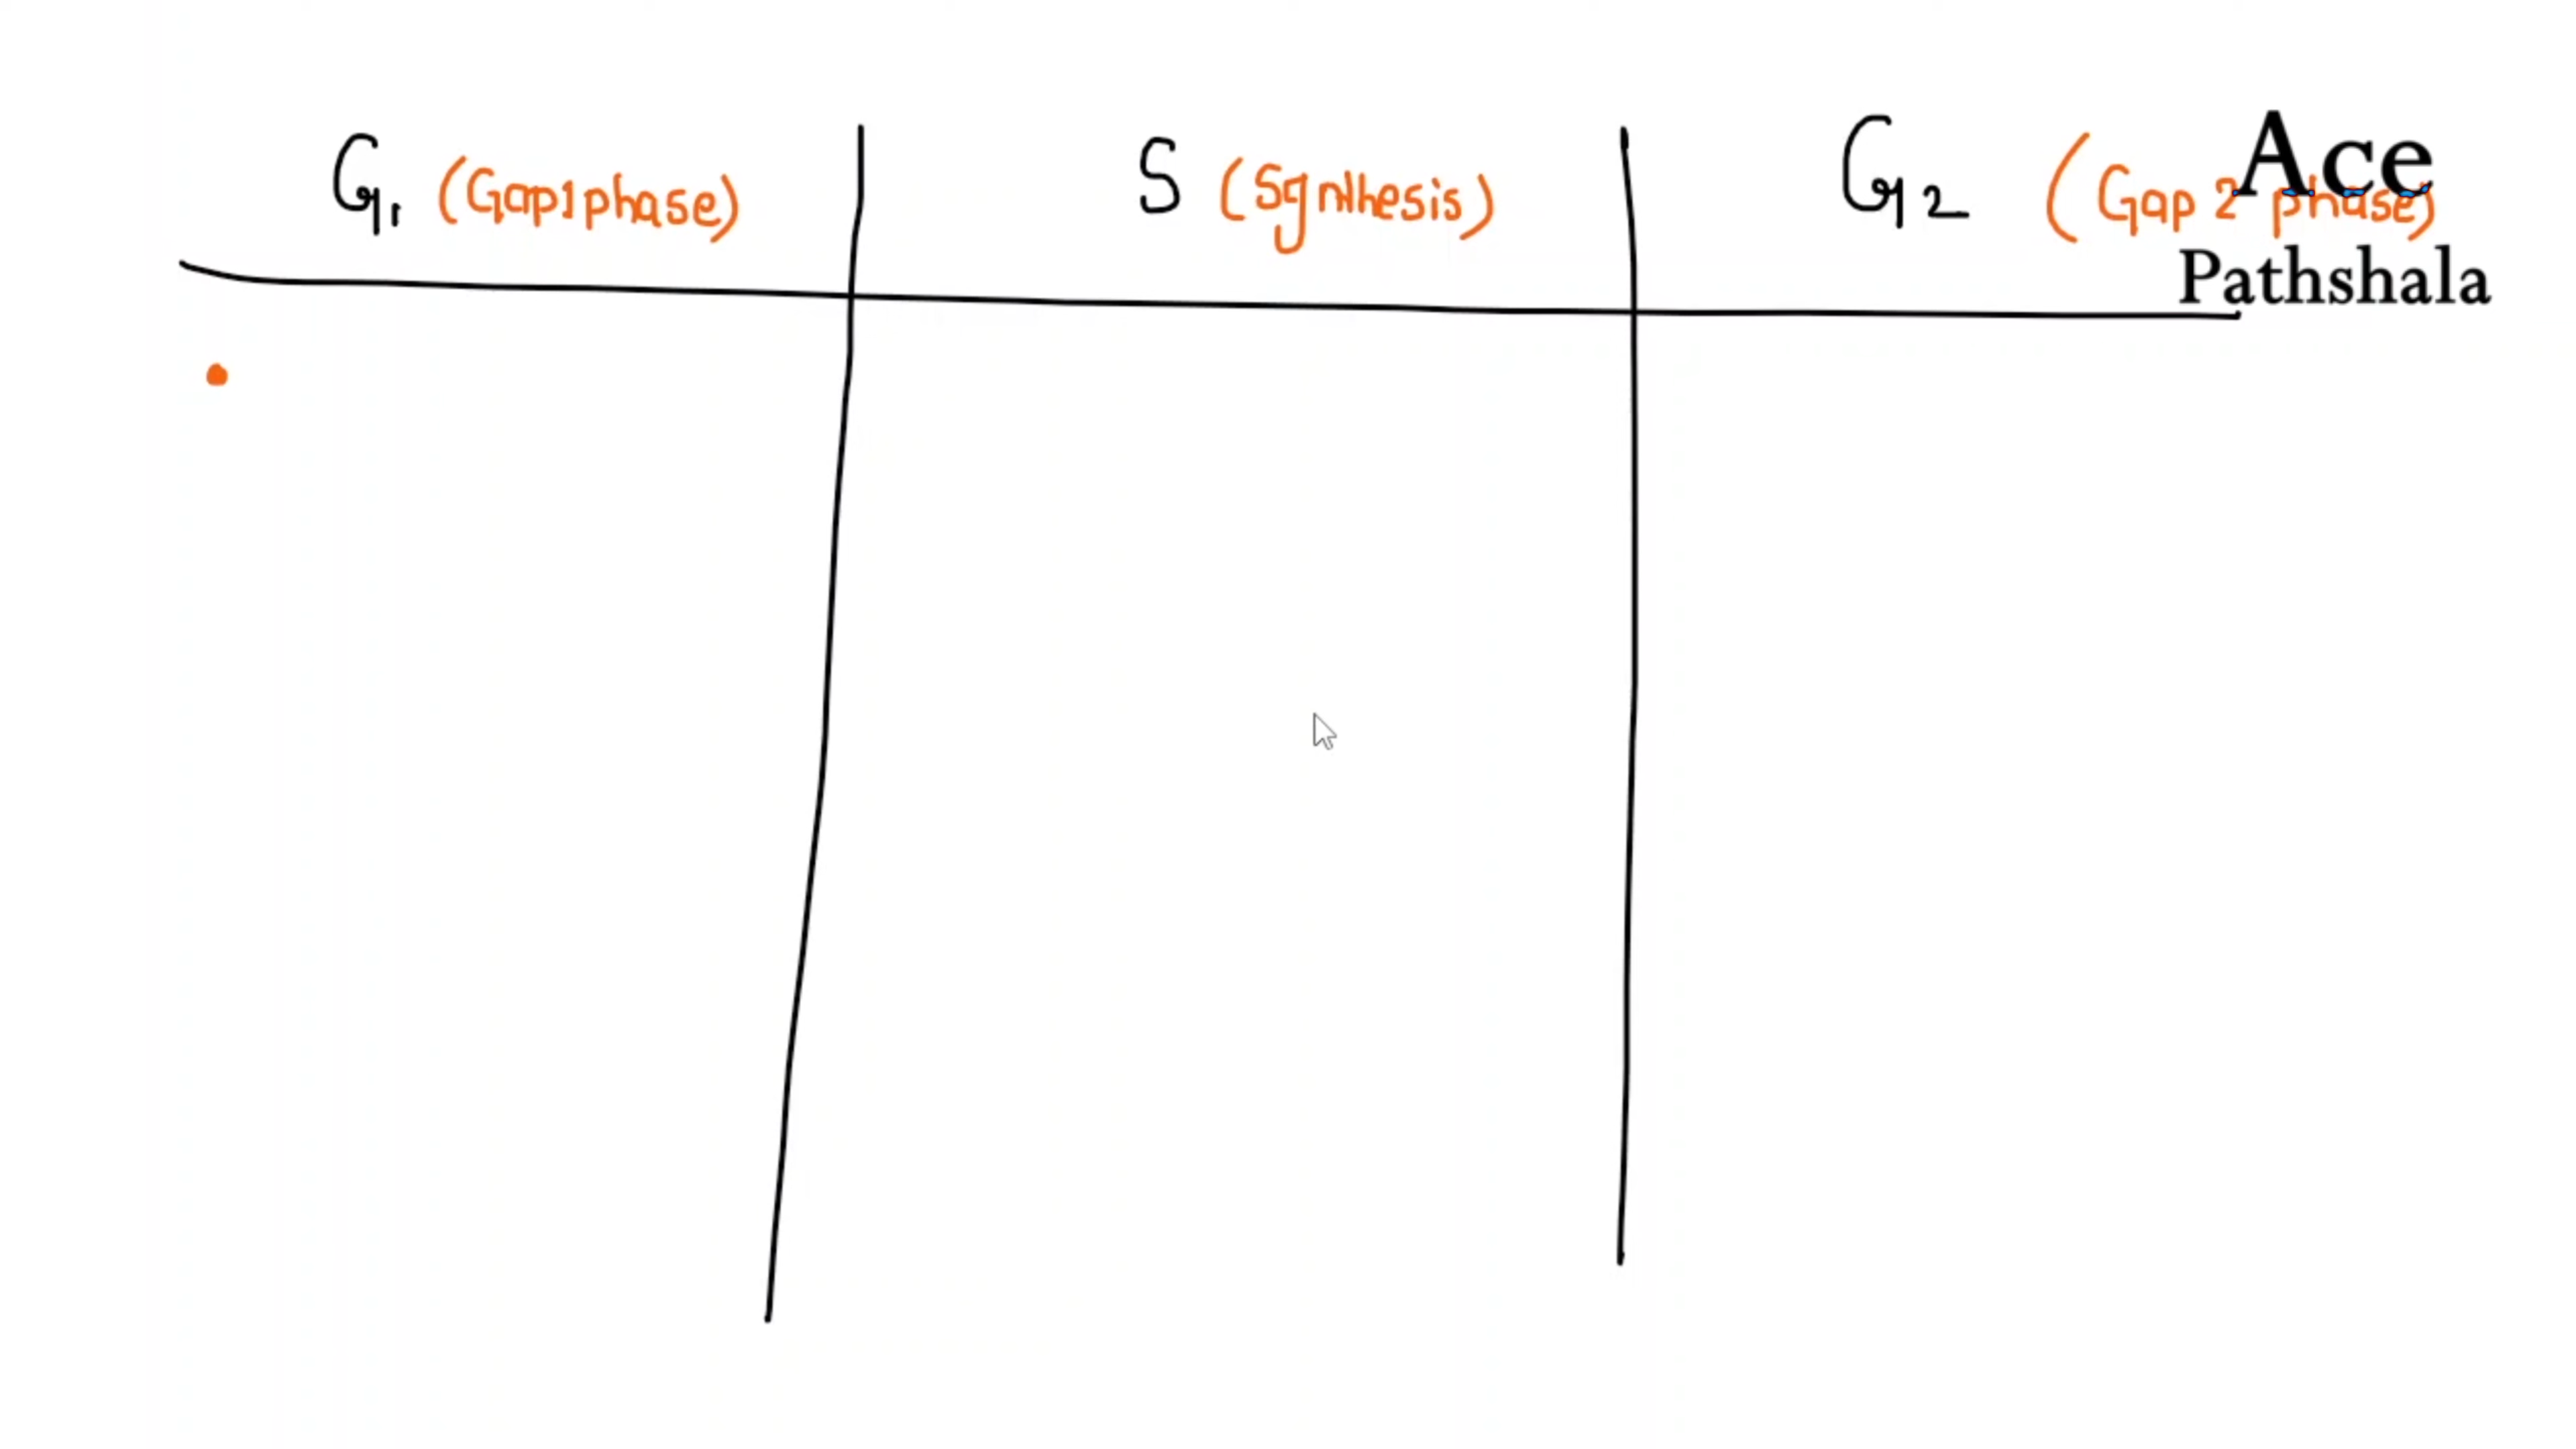 G1 (Gap1phase)
S (Synthesis)
G2 (Gap 2 phase)
Ace
Pathshala